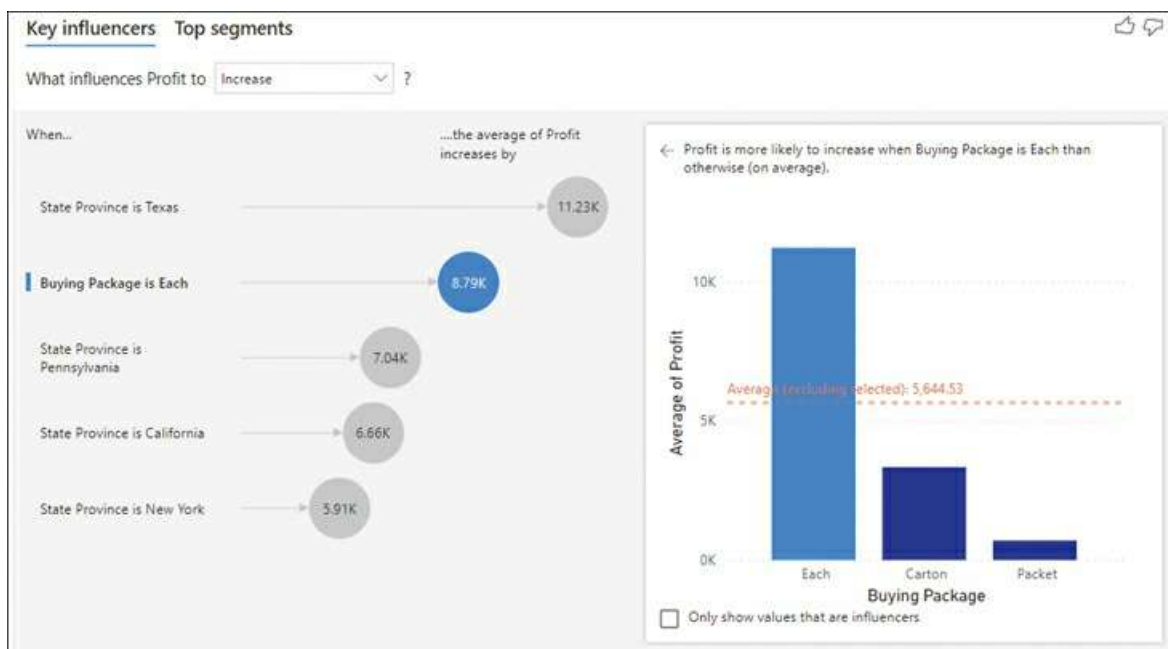 Key influencers Top segments
What influences Profit to Increase ?
When...
....the average of Profit
increases by
State Province is Texas 11.23K
Buying Package is Each 8.79K
State Province is
Pennsylvania
7.04K
State Province is California 6.66K
State Province is New York 5.91K
← Profit is more likely to increase when Buying Package is Each than
otherwise (on average).
10K
Average (excluding selected): 5,644.53
5K
0K
Average of Profit
Each Carton Packet
Buying Package
Only show values that are influencers